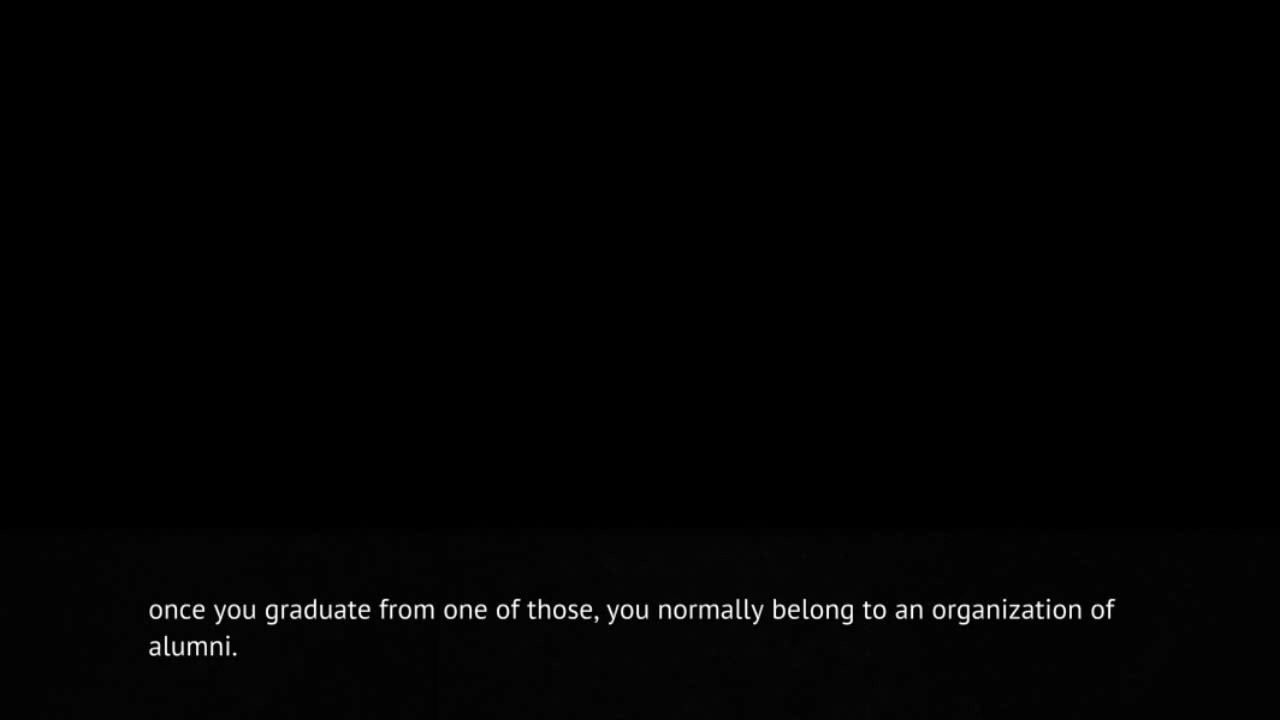 once you graduate from one of those, you normally belong to an organization of
alumni.